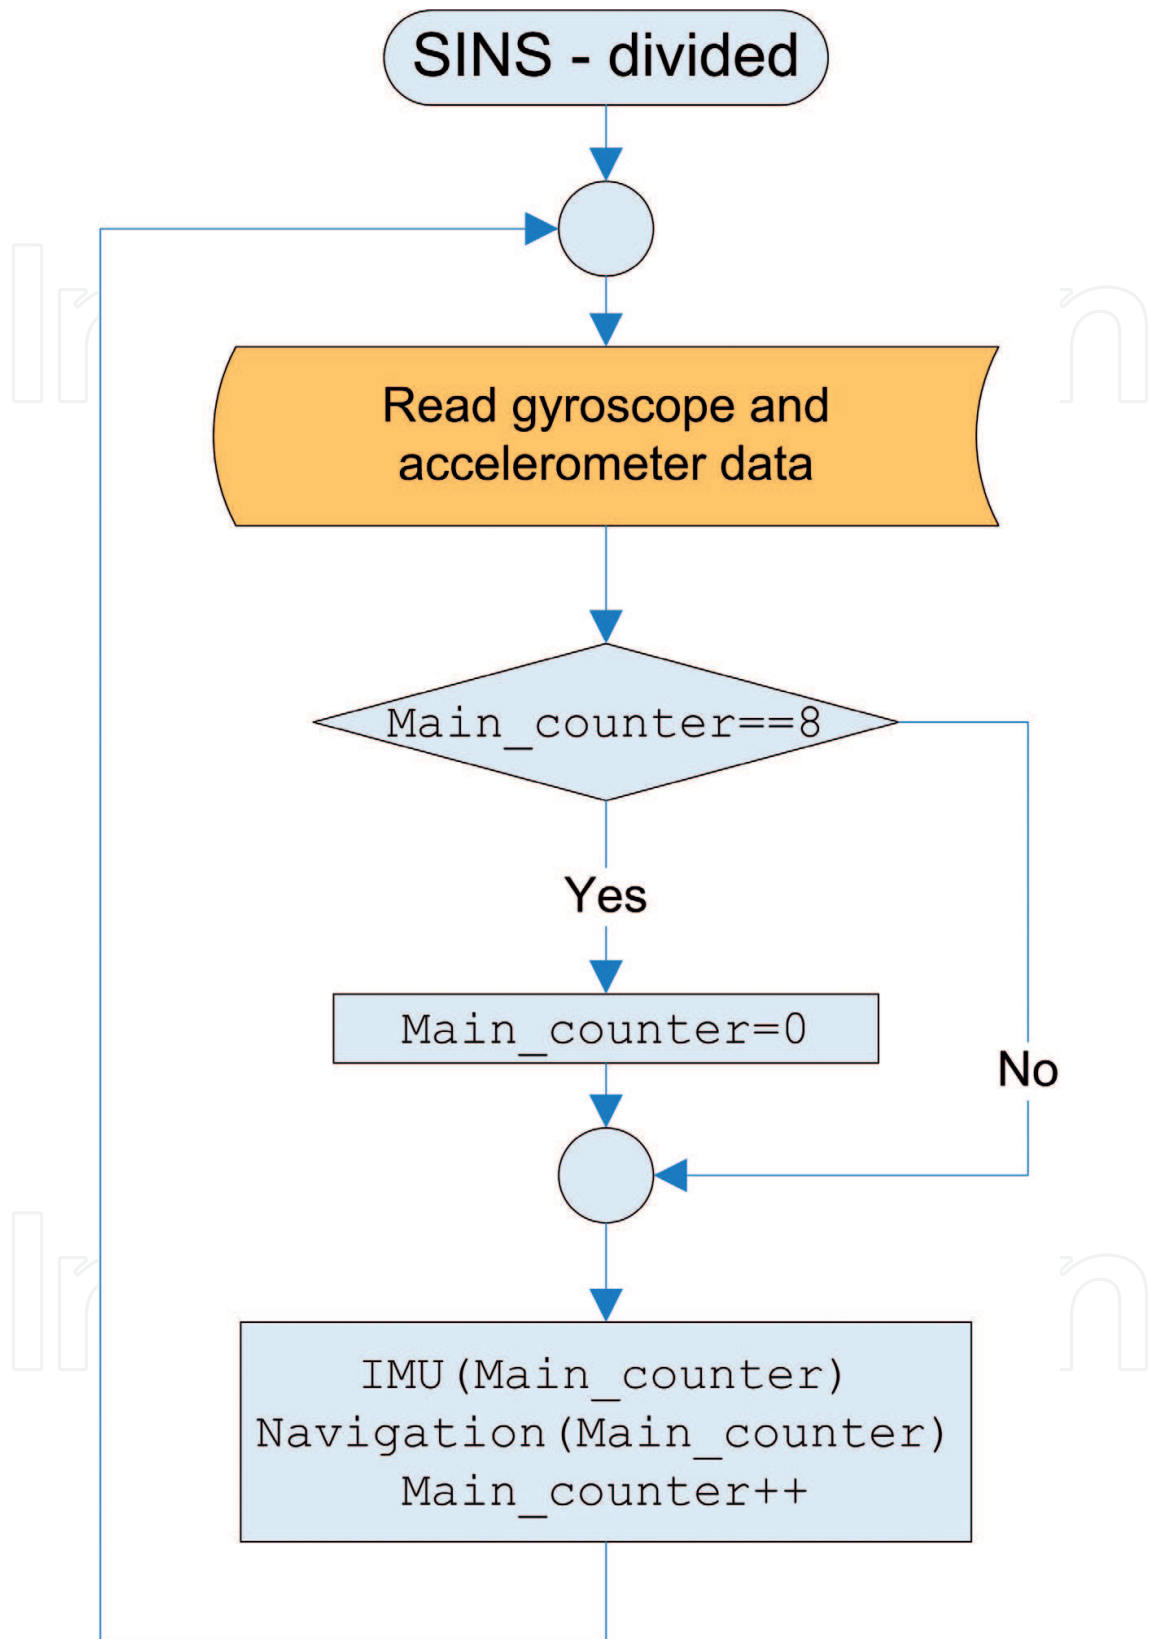 SINS - divided
Read gyroscope and
accelerometer data
Main_counter==8
Yes
Main_counter=0
No
IMU(Main_counter)
Navigation(Main_counter)
Main_counter++